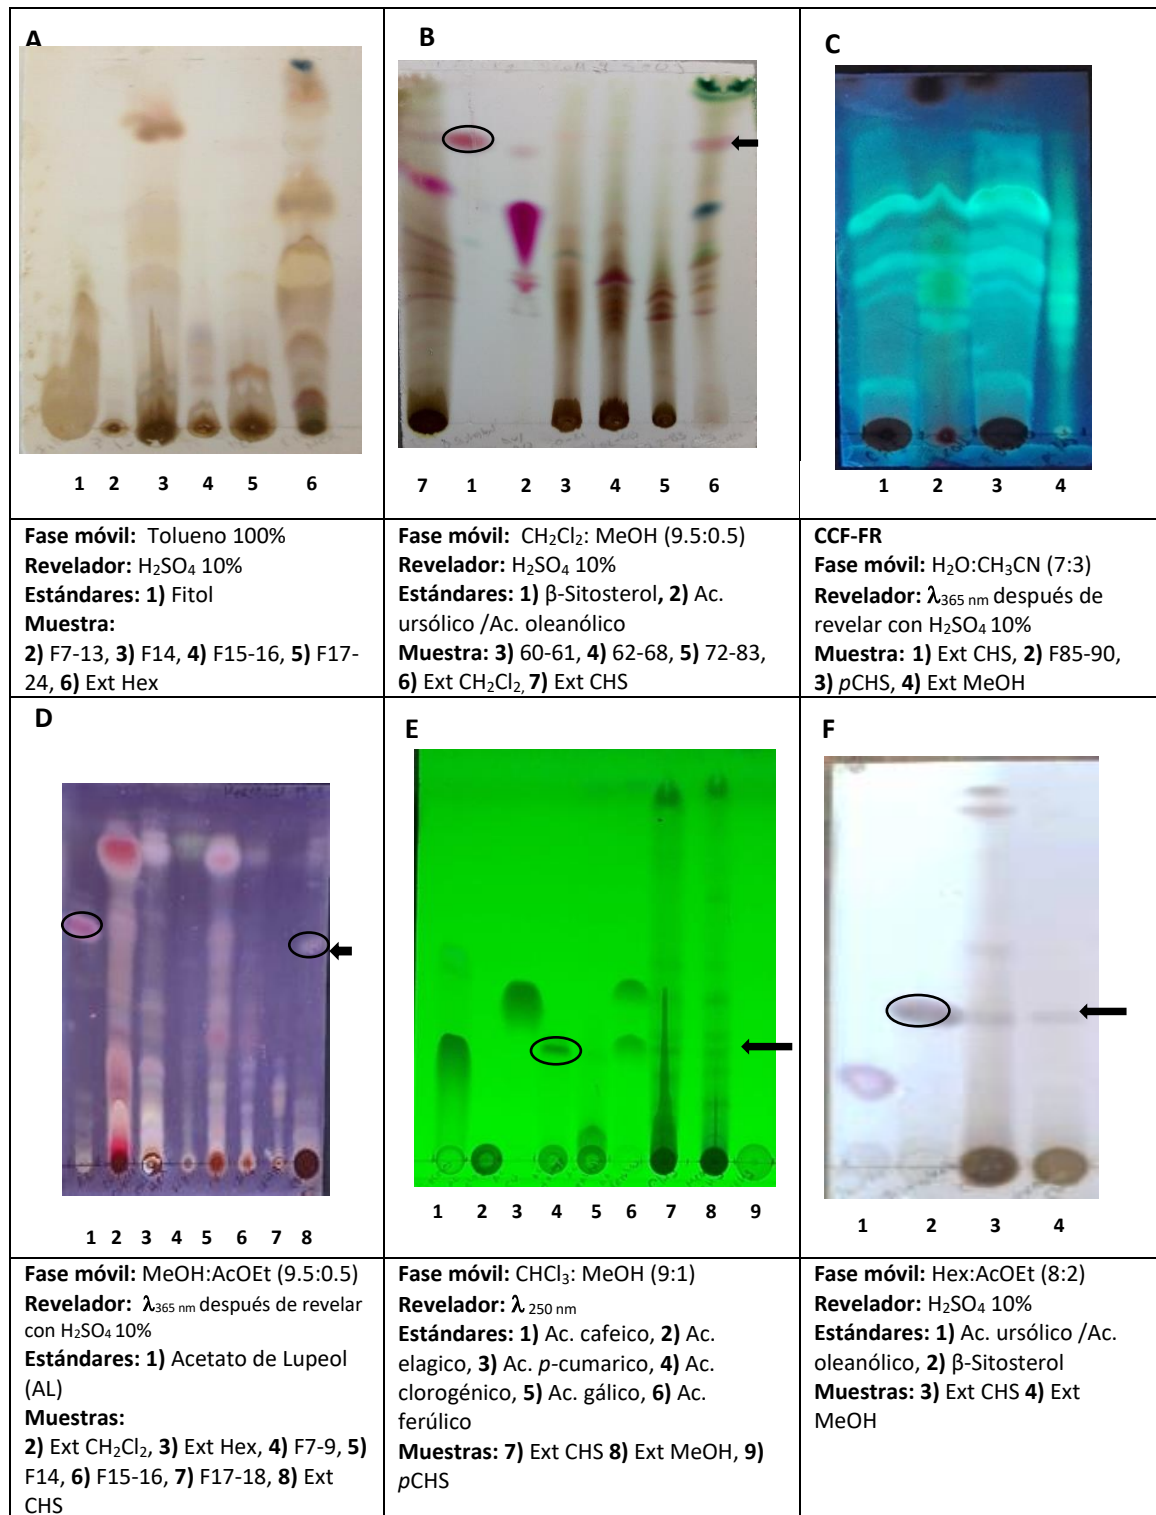 A
B
C
1 2 3 4 5 6
7 1 2 3 4 5 6
1 2 3 4
Fase móvil: Tolueno 100%
Revelador: H₂SO₄ 10%
Estándares: 1) Fitol
Muestra:
2) F7-13, 3) F14, 4) F15-16, 5) F17-
24, 6) Ext Hex
Fase móvil: CH₂Cl₂: MeOH (9.5:0.5)
Revelador: H₂SO₄ 10%
Estándares: 1) β-Sitosterol, 2) Ac.
ursólico /Ac. oleanólico
Muestra: 3) 60-61, 4) 62-68, 5) 72-83,
6) Ext CH₂Cl₂, 7) Ext CHS
CCF-FR
Fase móvil: H₂O:CH₃CN (7:3)
Revelador: λ₃₆₅ ₙₘ después de
revelar con H₂SO₄ 10%
Muestra: 1) Ext CHS, 2) F85-90,
3) pCHS, 4) Ext MeOH
D
E
F
1 2 3 4 5 6 7 8
1 2 3 4 5 6 7 8 9
1 2 3 4
Fase móvil: MeOH:AcOEt (9.5:0.5)
Revelador: λ₃₆₅ ₙₘ después de revelar
con H₂SO₄ 10%
Estándares: 1) Acetato de Lupeol
(AL)
Muestras:
2) Ext CH₂Cl₂, 3) Ext Hex, 4) F7-9, 5)
F14, 6) F15-16, 7) F17-18, 8) Ext
CHS
Fase móvil: CHCl₃: MeOH (9:1)
Revelador: λ ₂₅₀ ₙₘ
Estándares: 1) Ac. cafeico, 2) Ac.
elagico, 3) Ac. p-cumarico, 4) Ac.
clorogénico, 5) Ac. gálico, 6) Ac.
ferúlico
Muestras: 7) Ext CHS 8) Ext MeOH, 9)
pCHS
Fase móvil: Hex:AcOEt (8:2)
Revelador: H₂SO₄ 10%
Estándares: 1) Ac. ursólico /Ac.
oleanólico, 2) β-Sitosterol
Muestras: 3) Ext CHS 4) Ext
MeOH